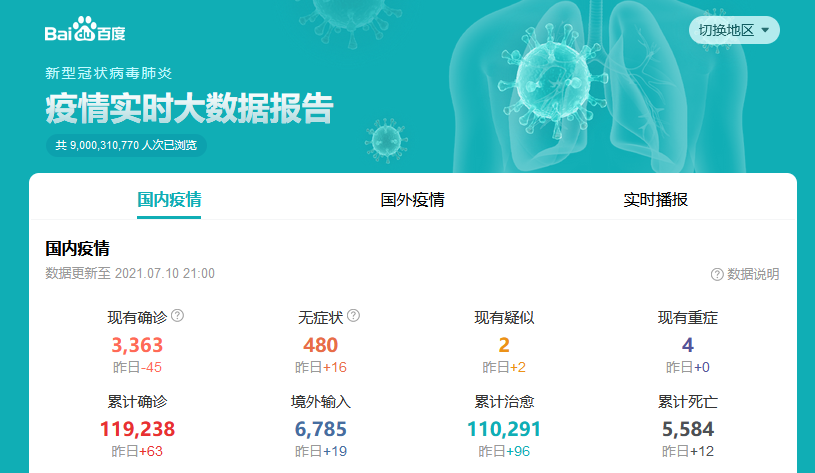 Bai du 百度
切换地区
新型冠状病毒肺炎
疫情实时大数据报告
共 9,000,310,770 人次已浏览
国内疫情 国外疫情 实时播报
国内疫情
数据更新至 2021.07.10 21:00 ? 数据说明
现有确诊 ? 无症状 ? 现有疑似 现有重症
3,363 480 2 4
昨日-45 昨日+16 昨日+2 昨日+0
累计确诊 境外输入 累计治愈 累计死亡
119,238 6,785 110,291 5,584
昨日+63 昨日+19 昨日+96 昨日+12